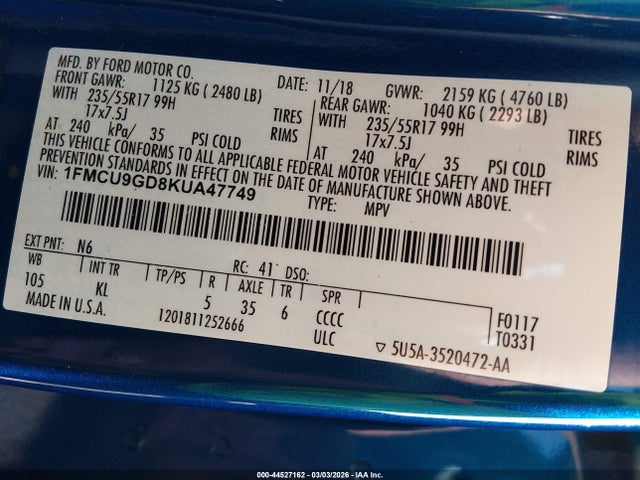 MFD. BY FORD MOTOR CO.
DATE: 11/18 GVWR: 2159 KG ( 4760 LB)
FRONT GAWR: 1125 KG ( 2480 LB) REAR GAWR: 1040 KG ( 2293 LB)
WITH 235/55R17 99H TIRES WITH 235/55R17 99H TIRES
17x7.5J RIMS 17x7.5J RIMS
AT 240 kPa/ 35 PSI COLD AT 240 kPa/ 35 PSI COLD
THIS VEHICLE CONFORMS TO ALL APPLICABLE FEDERAL MOTOR VEHICLE SAFETY AND THEFT
PREVENTION STANDARDS IN EFFECT ON THE DATE OF MANUFACTURE SHOWN ABOVE.
VIN: 1FMCU9GD8KUA47749
TYPE: MPV
EXT PNT: N6 RC: 41 DSO:
WB INT TR TP/PS R AXLE TR SPR
105 KL 5 35 6 CCCC F0117
MADE IN U.S.A. 1201811252666 ULC T0331
▽ 5U5A-3520472-AA
000-44527162 - 03/03/2026 - IAA Inc.